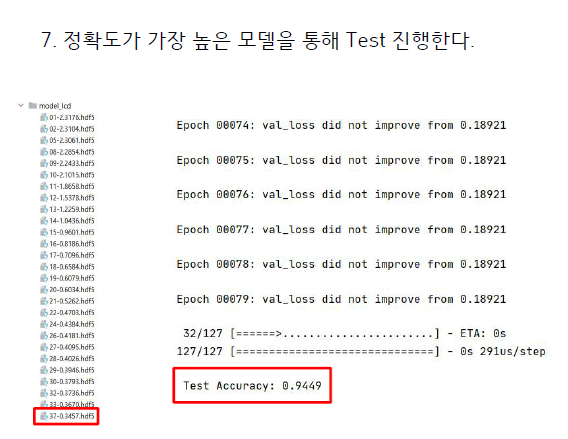 7. 정확도가 가장 높은 모델을 통해 Test 진행한다.
model_lcd
01-2.3176.hdf5
02-2.3104.hdf5
05-2.3061.hdf5
08-2.2854.hdf5
09-2.2433.hdf5
10-2.1015.hdf5
11-1.8658.hdf5
12-1.5378.hdf5
13-1.2259.hdf5
14-1.0436.hdf5
15-0.9601.hdf5
16-0.8186.hdf5
17-0.7096.hdf5
18-0.6584.hdf5
19-0.6079.hdf5
20-0.6034.hdf5
21-0.5262.hdf5
22-0.4703.hdf5
24-0.4384.hdf5
26-0.4181.hdf5
27-0.4095.hdf5
28-0.4026.hdf5
29-0.3946.hdf5
30-0.3793.hdf5
32-0.3736.hdf5
33-0.3670.hdf5
37-0.3457.hdf5
Epoch 00074: val_loss did not improve from 0.18921
Epoch 00075: val_loss did not improve from 0.18921
Epoch 00076: val_loss did not improve from 0.18921
Epoch 00077: val_loss did not improve from 0.18921
Epoch 00078: val_loss did not improve from 0.18921
Epoch 00079: val_loss did not improve from 0.18921
32/127 [======>.......................] - ETA: 0s
127/127 [==============================] - 0s 291us/step
Test Accuracy: 0.9449